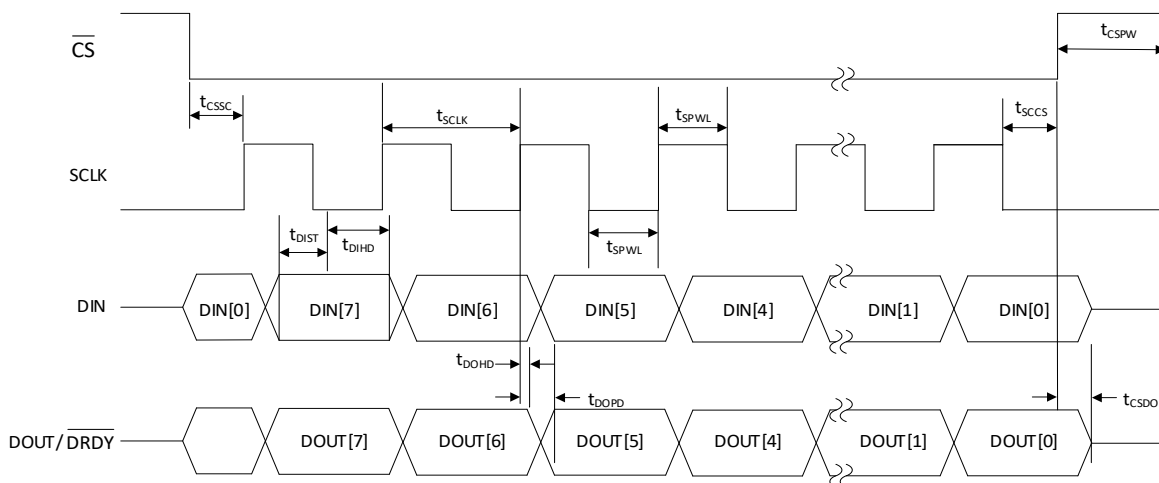 CS
tCSPW
tCSSC
tSCLK
tSPWL
tSCCS
SCLK
tDIST
tDIHD
tSPWL
DIN
DIN[0]
DIN[7]
DIN[6]
DIN[5]
DIN[4]
DIN[1]
DIN[0]
tDOHD
tDOPD
tCSDO
DOUT/DRDY
DOUT[7]
DOUT[6]
DOUT[5]
DOUT[4]
DOUT[1]
DOUT[0]